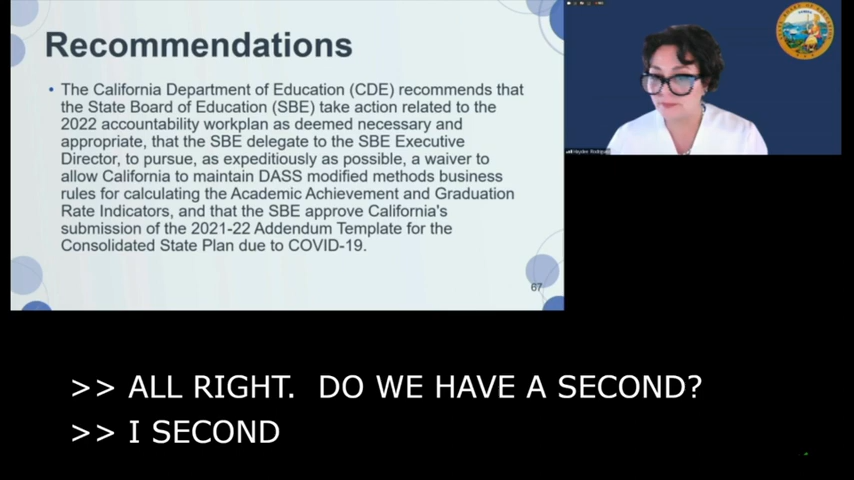 Recommendations
• The California Department of Education (CDE) recommends that
the State Board of Education (SBE) take action related to the
2022 accountability workplan as deemed necessary and
appropriate, that the SBE delegate to the SBE Executive
Director, to pursue, as expeditiously as possible, a waiver to
allow California to maintain DASS modified methods business
rules for calculating the Academic Achievement and Graduation
Rate Indicators, and that the SBE approve California's
submission of the 2021-22 Addendum Template for the
Consolidated State Plan due to COVID-19.
67
>> ALL RIGHT.  DO WE HAVE A SECOND?
>> I SECOND